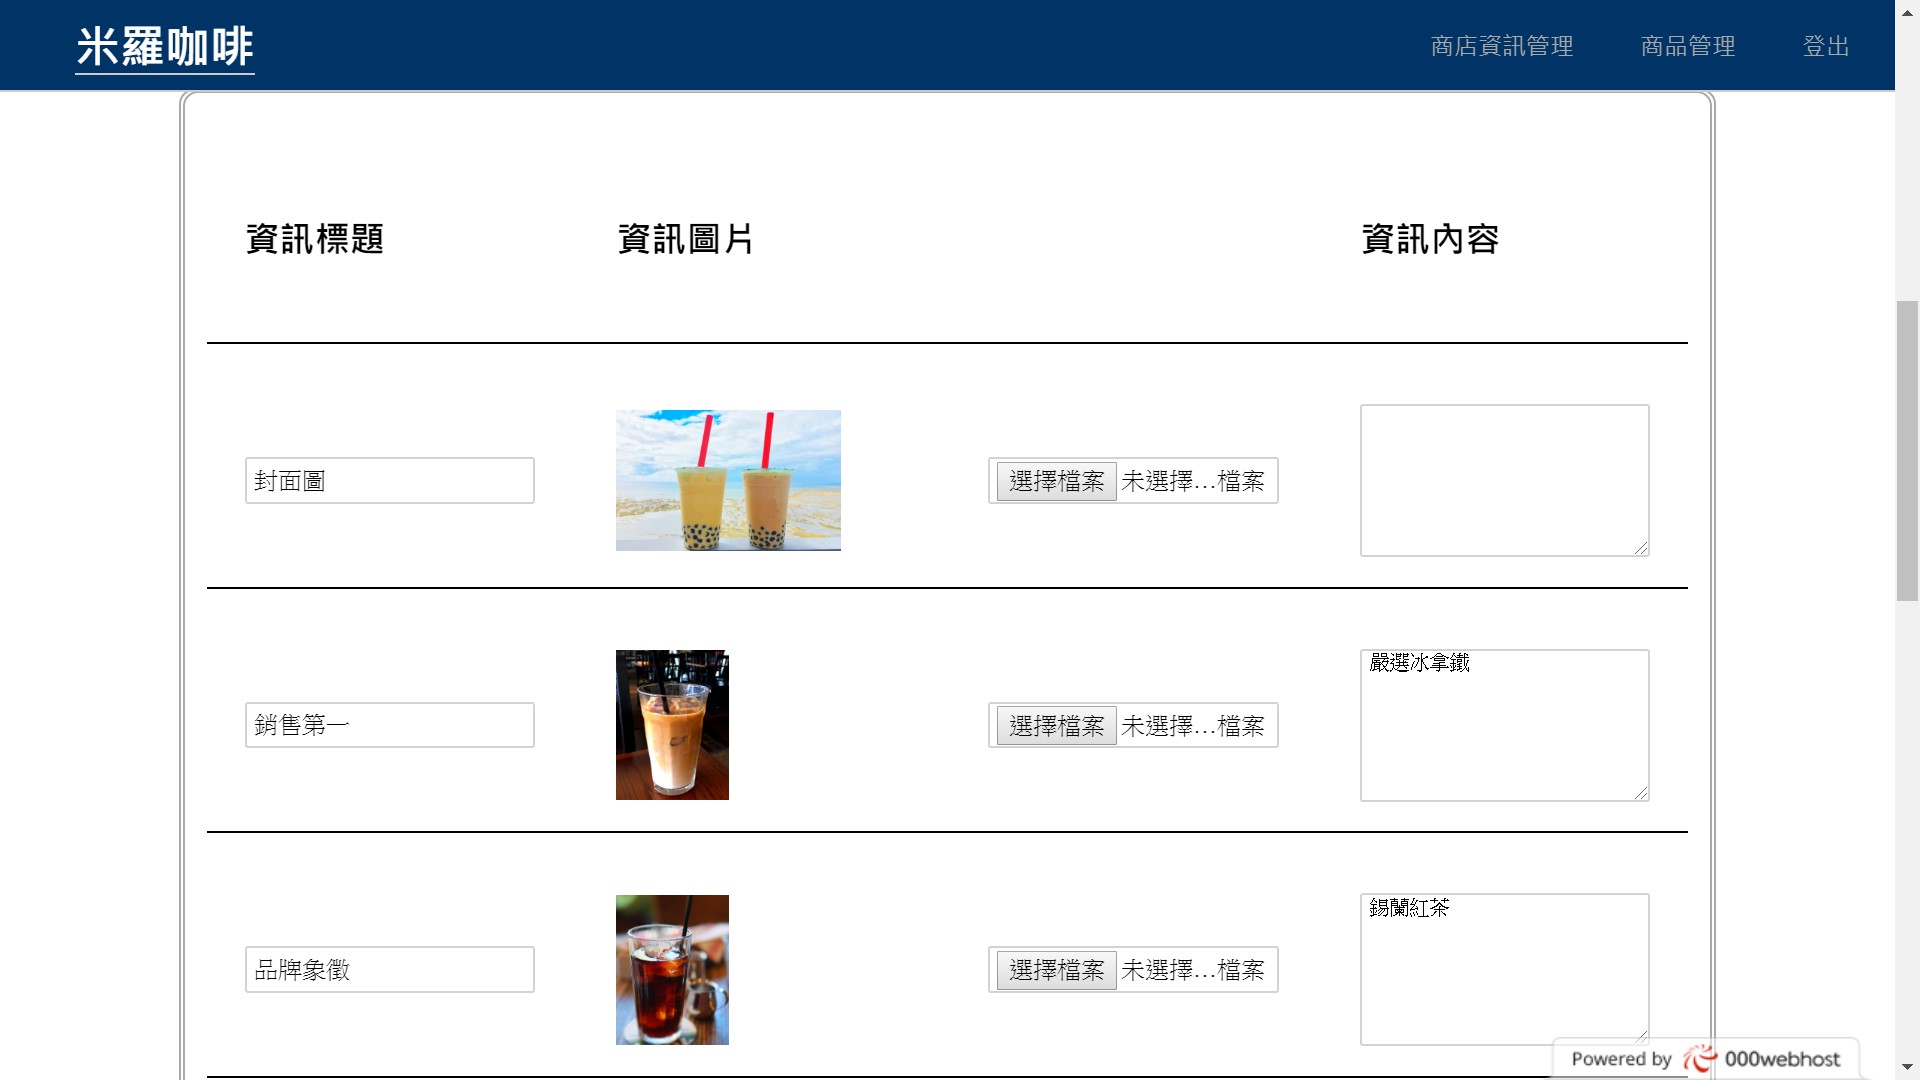 米羅咖啡
商店資訊管理 商品管理 登出
資訊標題 資訊圖片 資訊內容
封面圖 選擇檔案 未選擇...檔案
嚴選冰拿鐵
銷售第一 選擇檔案 未選擇...檔案
錫蘭紅茶
品牌象徵 選擇檔案 未選擇...檔案
Powered by 000webhost